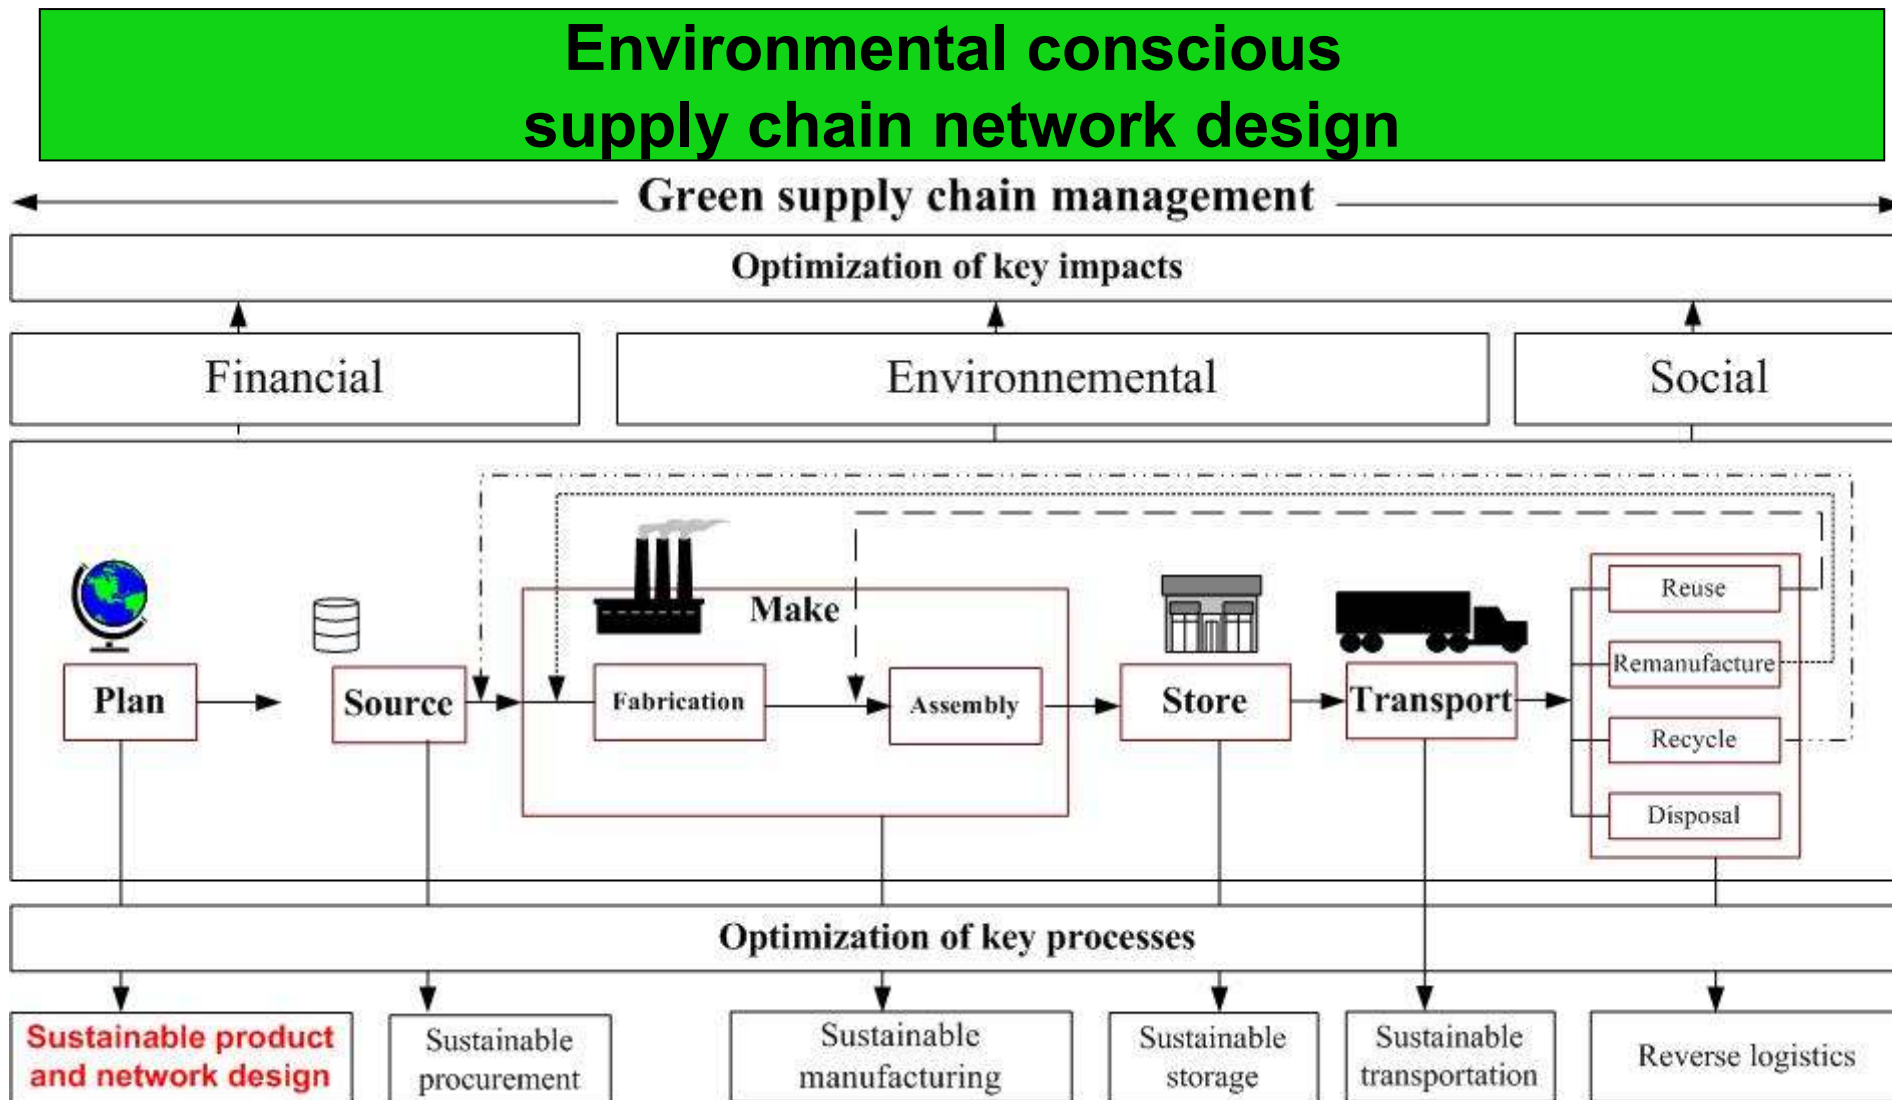 Environmental conscious
supply chain network design
Green supply chain management
Optimization of key impacts
Financial
Environnemental
Social
Make
Reuse
Remanufacture
Recycle
Disposal
Plan
Source
Fabrication
Assembly
Store
Transport
Optimization of key processes
Sustainable product
and network design
Sustainable
procurement
Sustainable
manufacturing
Sustainable
storage
Sustainable
transportation
Reverse logistics